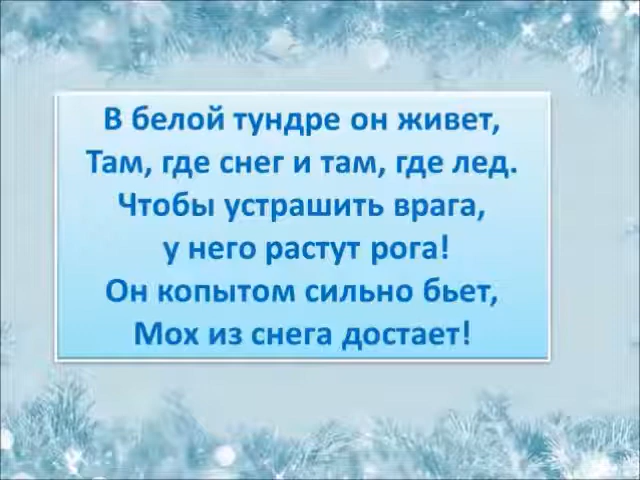 В белой тундре он живет,
Там, где снег и там, где лед.
Чтобы устрашить врага,
у него растут рога!
Он копытом сильно бьет,
Мох из снега достает!